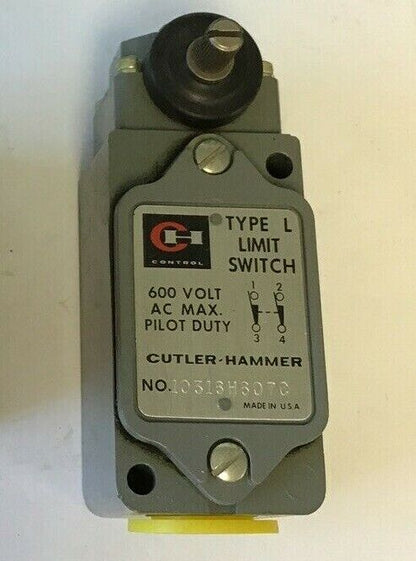 CH
CONTROL
TYPE L
LIMIT
SWITCH
600 VOLT
AC MAX.
PILOT DUTY
1 2
3 4
CUTLER-HAMMER
NO. 10316H607C
MADE IN U.S.A